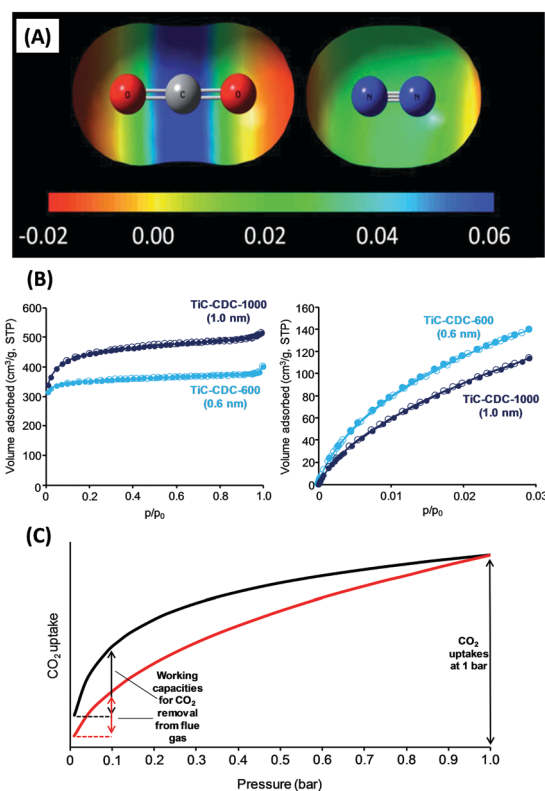 (A)
O C O N N
-0.02 0.00 0.02 0.04 0.06
(B)
600
500
400
300
200
100
0
Volume adsorbed (cm³/g, STP)
TiC-CDC-1000
(1.0 nm)
TiC-CDC-600
(0.6 nm)
0 0.2 0.4 0.6 0.8 1.0
p/p₀
160
140
120
100
80
60
40
20
0
Volume adsorbed (cm³/g, STP)
TiC-CDC-600
(0.6 nm)
TiC-CDC-1000
(1.0 nm)
0 0.01 0.02 0.03
p/p₀
(C)
CO₂ uptake
Working
capacities
for CO₂
removal
from flue
gas
CO₂
uptakes
at 1 bar
0 0.1 0.2 0.3 0.4 0.5 0.6 0.7 0.8 0.9 1.0
Pressure (bar)